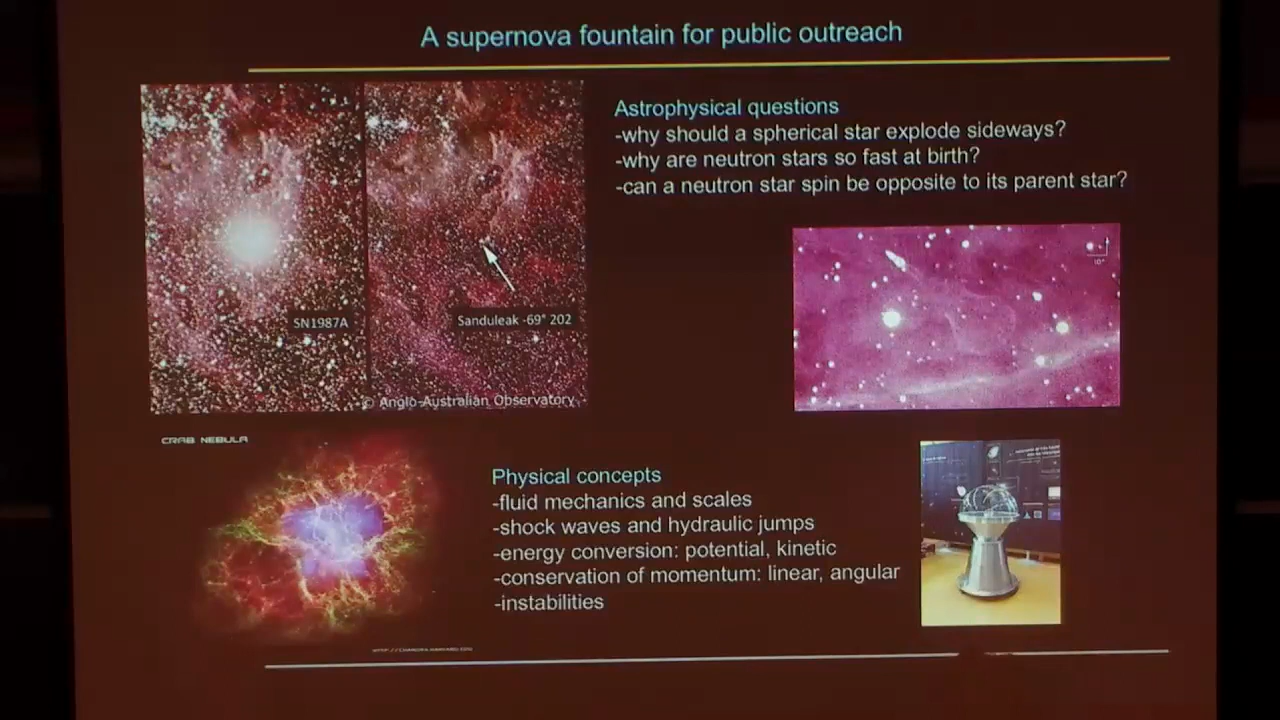 A supernova fountain for public outreach
Astrophysical questions
-why should a spherical star explode sideways?
-why are neutron stars so fast at birth?
-can a neutron star spin be opposite to its parent star?
SN1987A
Sanduleak -69° 202
© Anglo-Australian Observatory
10"
CRAB NEBULA
Physical concepts
-fluid mechanics and scales
-shock waves and hydraulic jumps
-energy conversion: potential, kinetic
-conservation of momentum: linear, angular
-instabilities